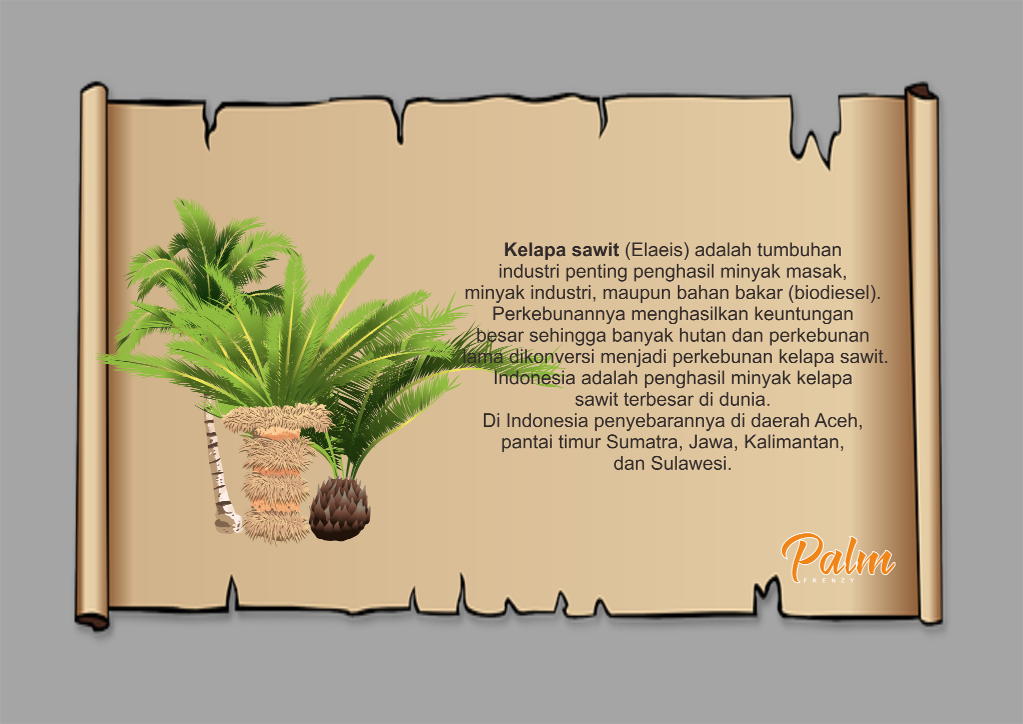 Kelapa sawit (Elaeis) adalah tumbuhan
industri penting penghasil minyak masak,
minyak industri, maupun bahan bakar (biodiesel).
Perkebunannya menghasilkan keuntungan
besar sehingga banyak hutan dan perkebunan
lama dikonversi menjadi perkebunan kelapa sawit.
Indonesia adalah penghasil minyak kelapa
sawit terbesar di dunia.
Di Indonesia penyebarannya di daerah Aceh,
pantai timur Sumatra, Jawa, Kalimantan,
dan Sulawesi.
Palm
FRENZY